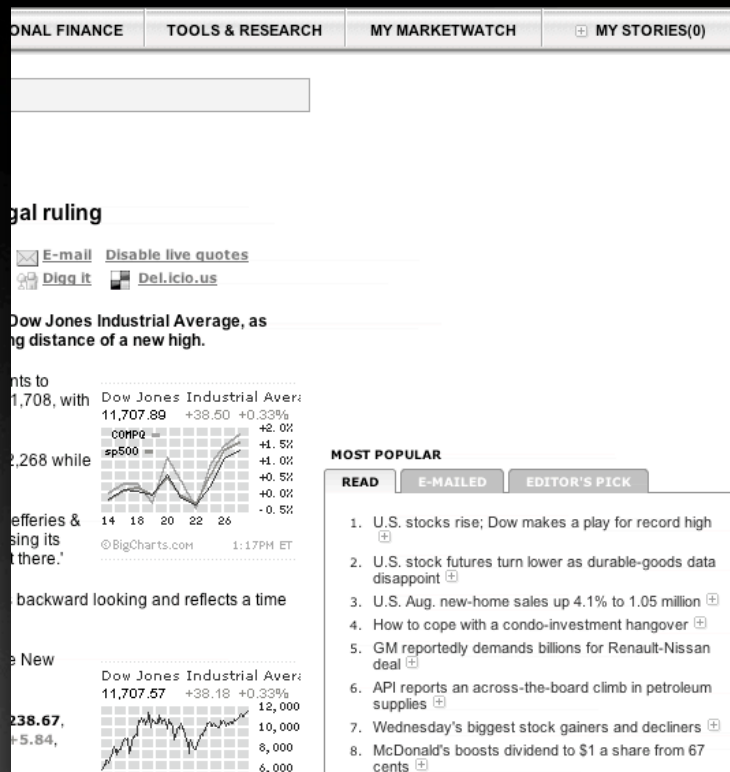 ONAL FINANCE TOOLS & RESEARCH MY MARKETWATCH MY STORIES(0)
gal ruling
E-mail Disable live quotes
Digg it Del.icio.us
Dow Jones Industrial Average, as
ng distance of a new high.
nts to
1,708, with
2,268 while
efferies &
sing its
t there.'
Dow Jones Industrial Avera
11,707.89 +38.50 +0.33%
COMPQ
sp500
+2.0%
+1.5%
+1.0%
+0.5%
+0.0%
-0.5%
14 18 20 22 26
©BigCharts.com 1:17PM ET
backward looking and reflects a time
e New
238.67,
+5.84,
Dow Jones Industrial Avera
11,707.57 +38.18 +0.33%
12,000
10,000
8,000
6,000
MOST POPULAR
READ E-MAILED EDITOR'S PICK
1. U.S. stocks rise; Dow makes a play for record high
2. U.S. stock futures turn lower as durable-goods data
disappoint
3. U.S. Aug. new-home sales up 4.1% to 1.05 million
4. How to cope with a condo-investment hangover
5. GM reportedly demands billions for Renault-Nissan
deal
6. API reports an across-the-board climb in petroleum
supplies
7. Wednesday's biggest stock gainers and decliners
8. McDonald's boosts dividend to $1 a share from 67
cents